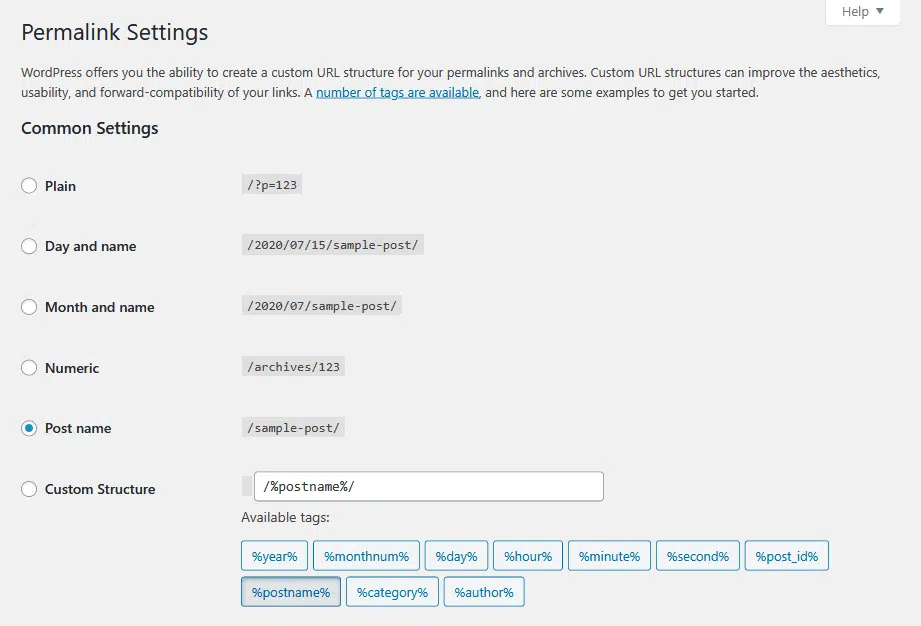 Help ▼
Permalink Settings
WordPress offers you the ability to create a custom URL structure for your permalinks and archives. Custom URL structures can improve the aesthetics,
usability, and forward-compatibility of your links. A number of tags are available, and here are some examples to get you started.
Common Settings
Plain /?p=123
Day and name /2020/07/15/sample-post/
Month and name /2020/07/sample-post/
Numeric /archives/123
Post name /sample-post/
Custom Structure /%postname%/
Available tags:
%year% %monthnum% %day% %hour% %minute% %second% %post_id%
%postname% %category% %author%